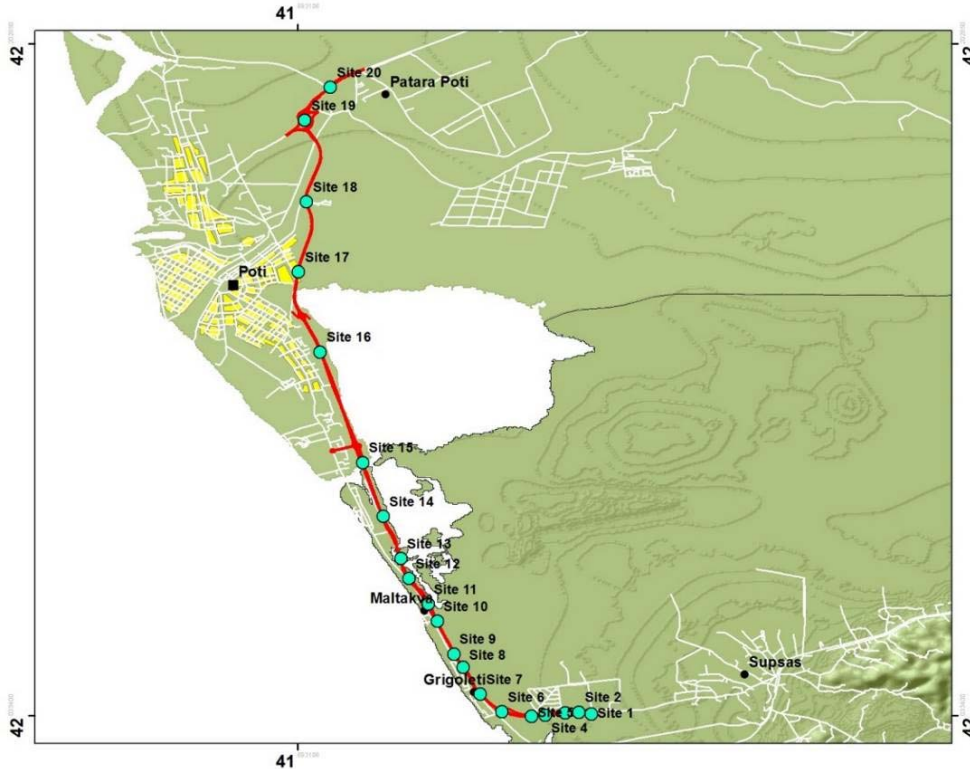 41
42
42
Site 20
Patara Poti
Site 19
Site 18
Site 17
Poti
Site 16
Site 15
Site 14
Site 13
Site 12
Site 11
Maltakva
Site 10
Site 9
Site 8
Supsas
Grigoleti
Site 7
Site 6
Site 2
Site 5
Site 1
Site 4
42
42
41